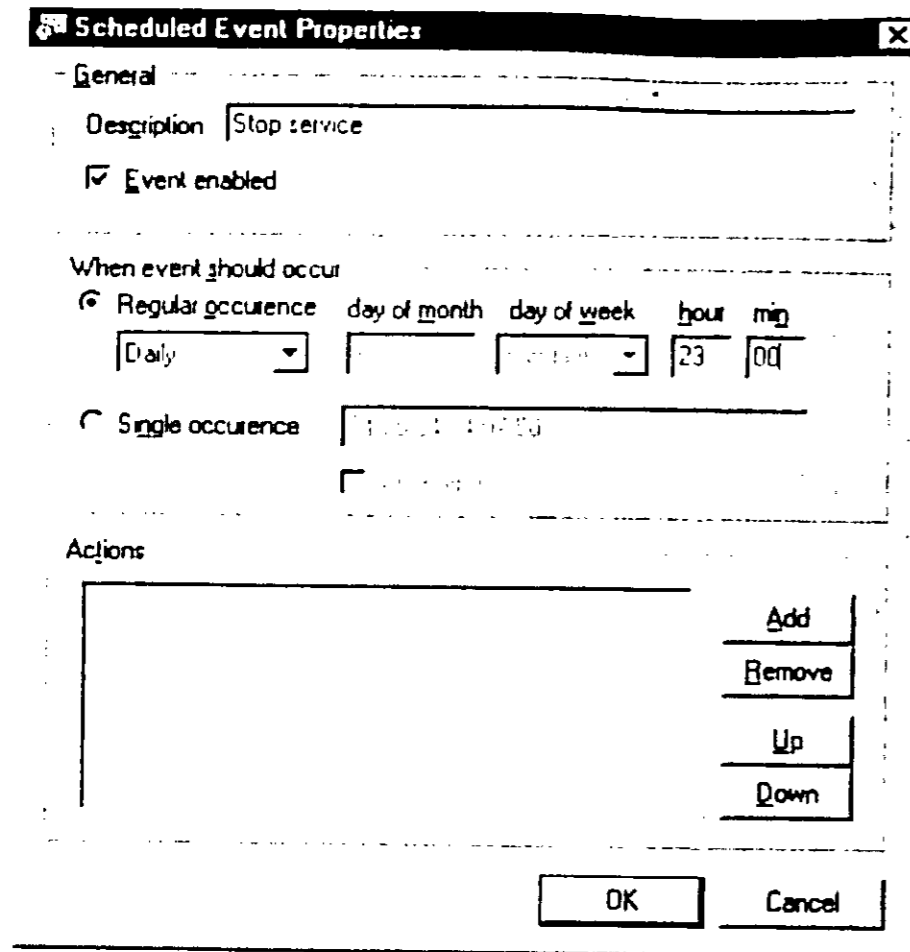 Scheduled Event Properties
General
Description Stop service
Event enabled
When event should occur
Regular occurence day of month day of week hour min
Daily 23 00
Single occurence
Actions
Add
Remove
Up
Down
OK Cancel